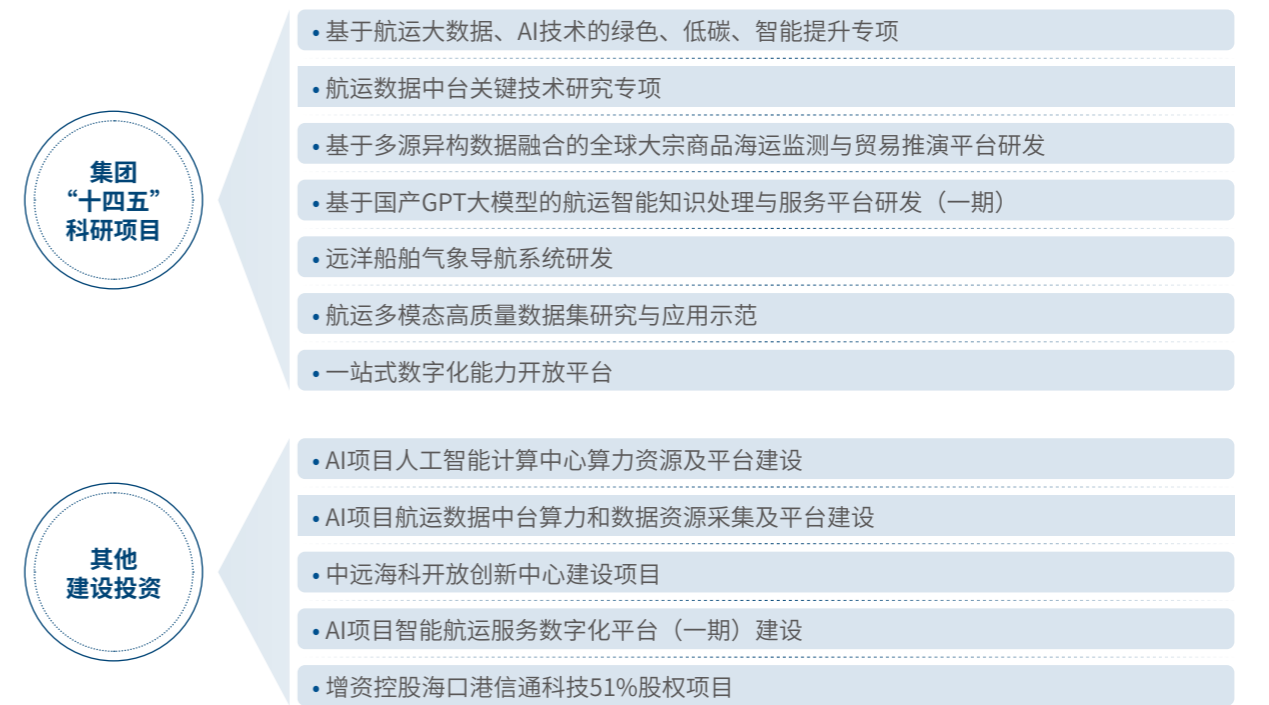 集团
“十四五”
科研项目
• 基于航运大数据、AI技术的绿色、低碳、智能提升专项
• 航运数据中台关键技术研究专项
• 基于多源异构数据融合的全球大宗商品海运监测与贸易推演平台研发
• 基于国产GPT大模型的航运智能知识处理与服务平台研发（一期）
• 远洋船舶气象导航系统研发
• 航运多模态高质量数据集研究与应用示范
• 一站式数字化能力开放平台
其他
建设投资
• AI项目人工智能计算中心算力资源及平台建设
• AI项目航运数据中台算力和数据资源采集及平台建设
• 中远海科开放创新中心建设项目
• AI项目智能航运服务数字化平台（一期）建设
• 增资控股海口港信通科技51%股权项目